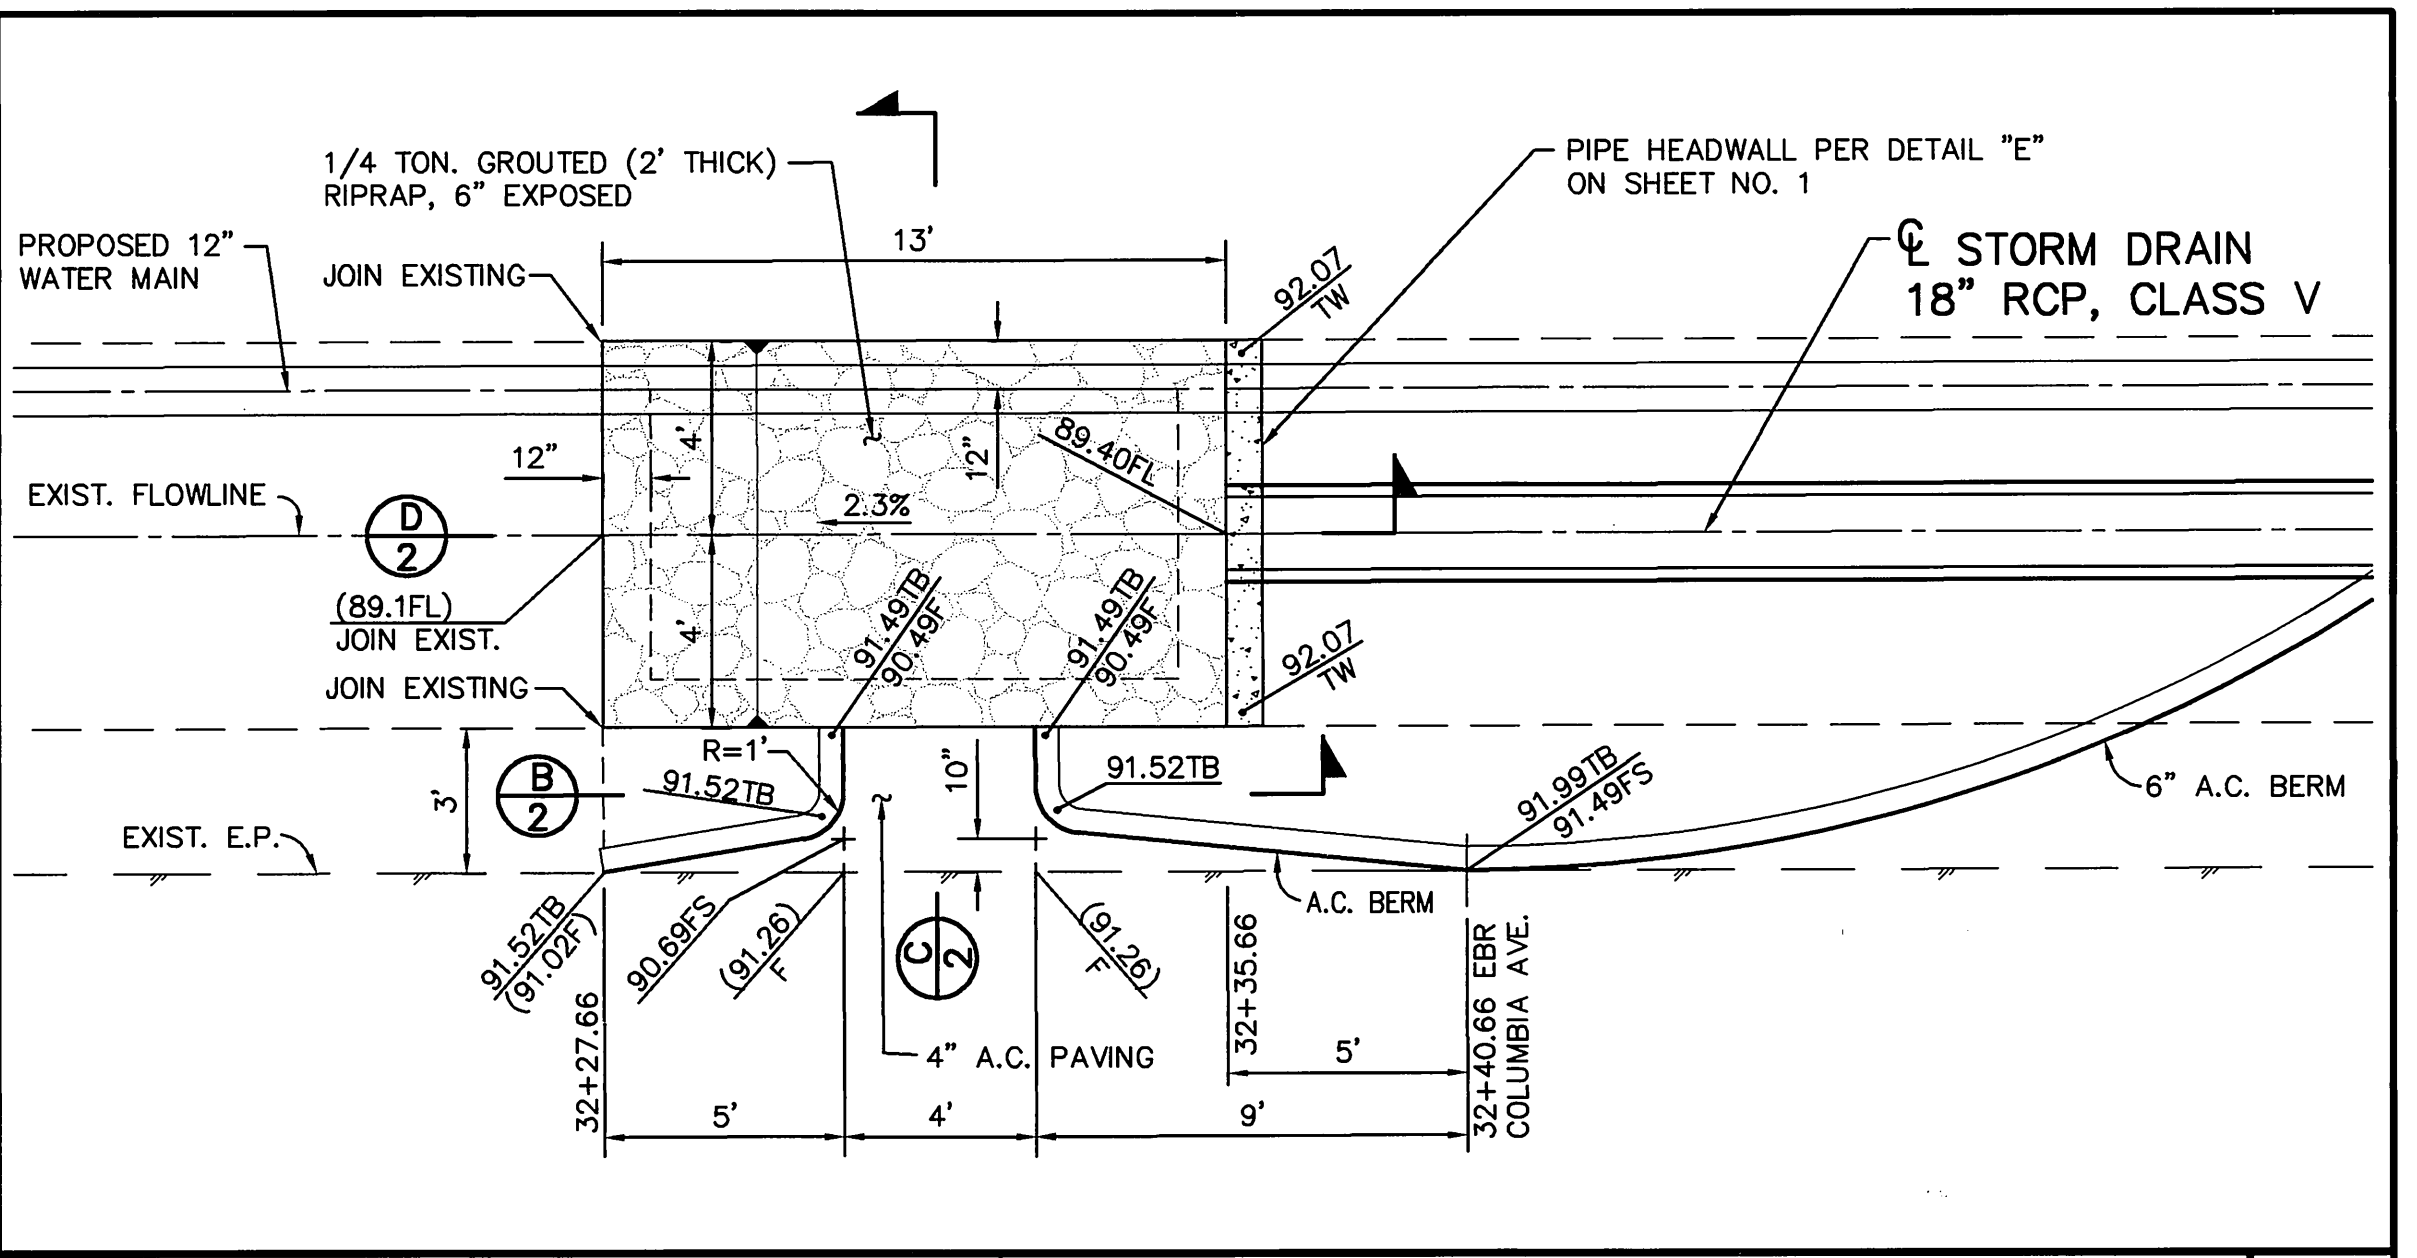 1/4 TON. GROUTED (2' THICK)
RIPRAP, 6" EXPOSED
PIPE HEADWALL PER DETAIL "E"
ON SHEET NO. 1
PROPOSED 12"
WATER MAIN
JOIN EXISTING
13'
92.07
TW
℄ STORM DRAIN
18" RCP, CLASS V
12"
4'
12"
89.40FL
EXIST. FLOWLINE
D
2
2.3%
(89.1FL)
JOIN EXIST.
4'
91.49TB
90.49F
91.49TB
90.49F
92.07
TW
JOIN EXISTING
R=1'
10"
91.52TB
91.52TB
B
2
3'
91.99TB
91.49FS
6" A.C. BERM
EXIST. E.P.
A.C. BERM
91.52TB
(91.02F)
90.69FS
(91.26)
F
C
2
(91.26)
F
32+27.66
32+35.66
32+40.66 EBR
COLUMBIA AVE.
4" A.C. PAVING
5'
5'
4'
9'